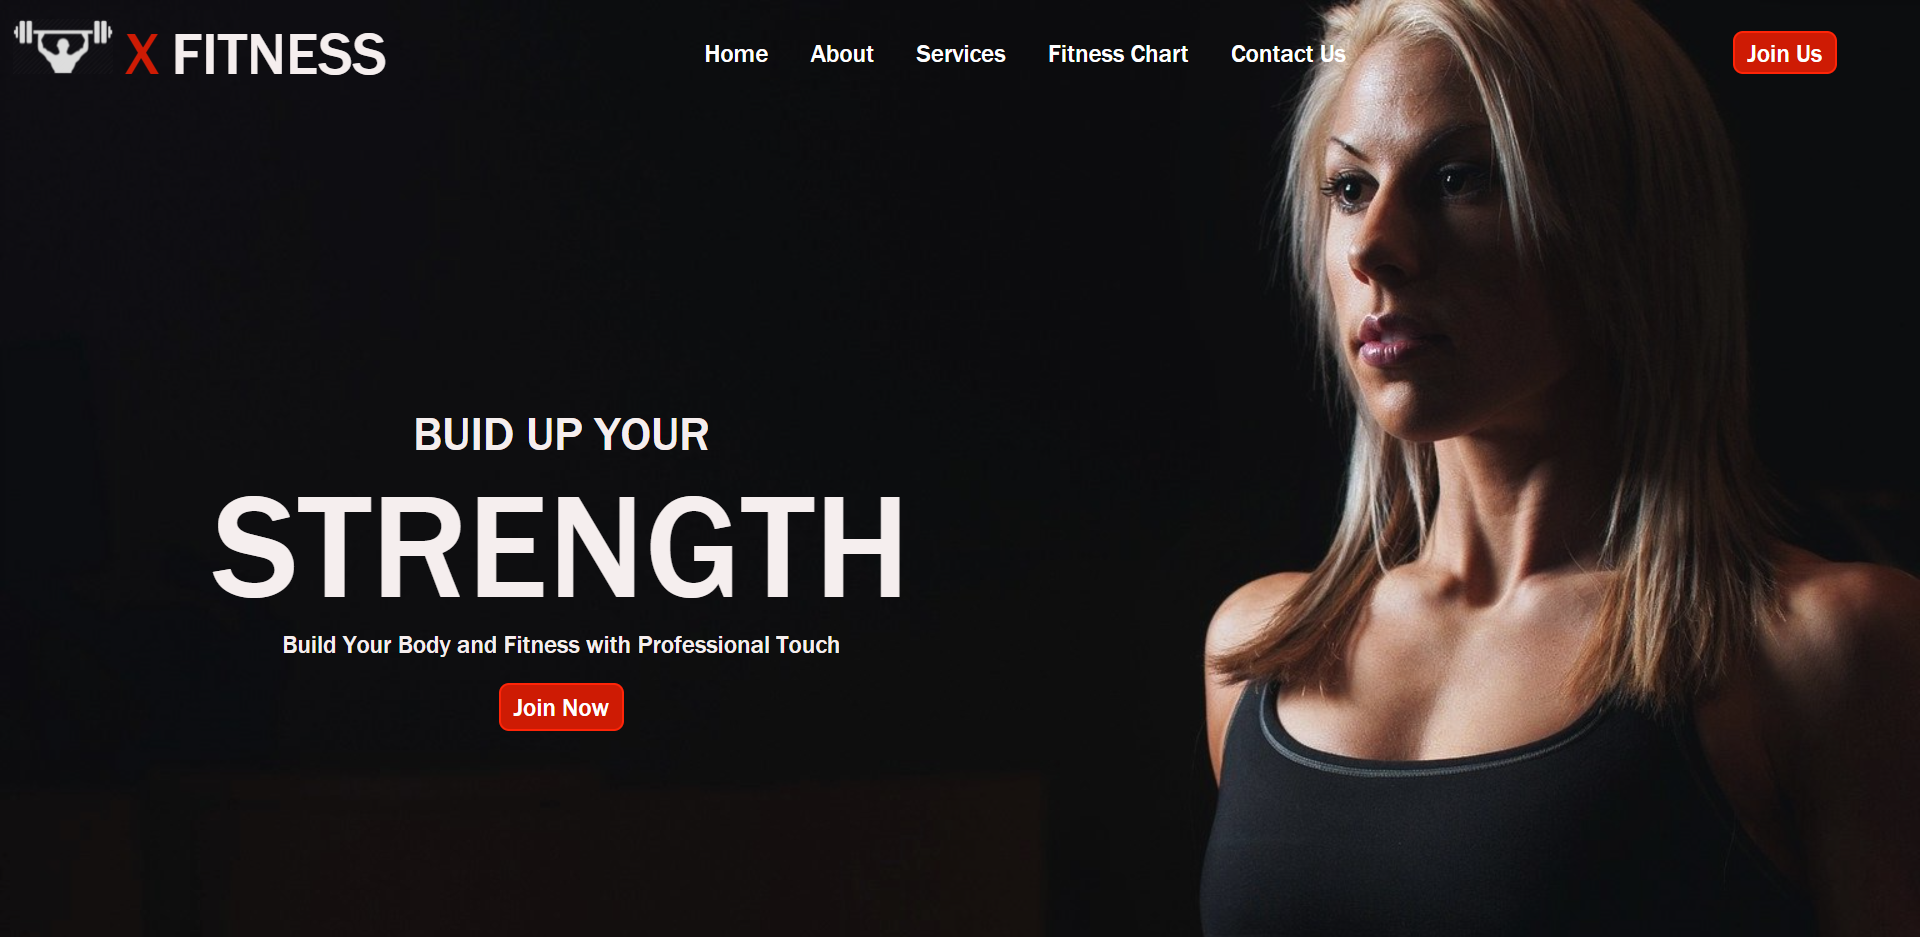 X FITNESS
Home About Services Fitness Chart Contact Us
Join Us
BUID UP YOUR
STRENGTH
Build Your Body and Fitness with Professional Touch
Join Now